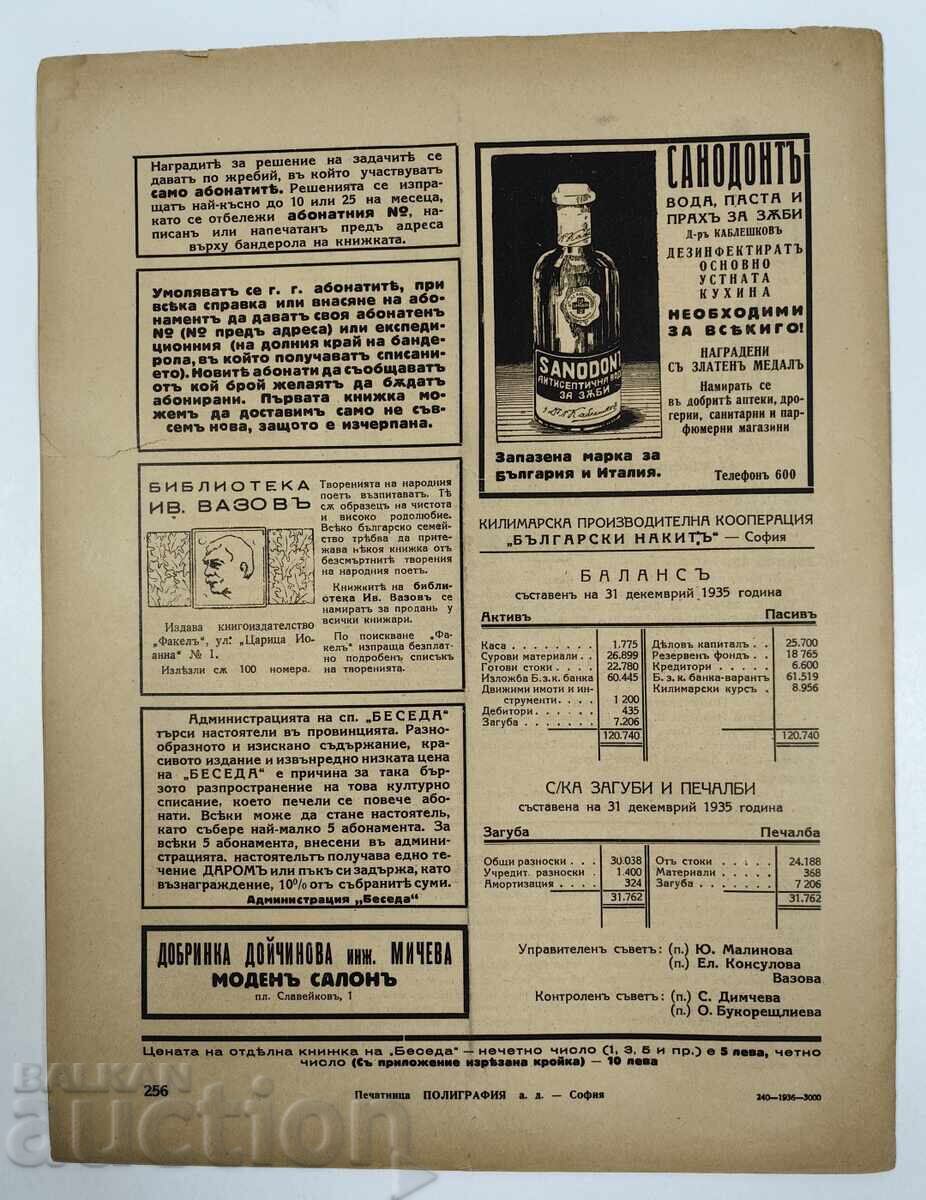 Наградитѣ за решение на задачитѣ се
дават по жребий, въ който участвуватъ
само абонатитѣ. Решенията се изпра-
щатъ най-късно до 10 или 25 на месеца,
като се отбележи абонатния №, на-
писанъ или напечатанъ предъ адреса
върху бандерола на книжката.
Умоляватъ се г. г. абонатитѣ, при
всѣка справка или внасяне на або-
наментъ да даватъ своя абонатенъ
№ (№ предъ адреса) или експеди-
ционния (на долния край на банде-
рола, въ който получаватъ списани-
ето). Новитѣ абонати да съобщаватъ
отъ кой брой желаятъ да бѫдатъ
абонирани. Първата книжка мо-
жемъ да доставимъ само не съв-
семъ нова, защото е изчерпана.
БИБЛИОТЕКА
ИВ. ВАЗОВЪ
Издава книгоиздателство
„Факелъ“, ул. „Царица Ио-
анна“ № 1.
Излѣзли сѫ 100 номера.
Творенията на народния
поетъ възпитаватъ. Тѣ
сѫ образецъ на чистота
и високо родолюбие.
Всѣко българско семей-
ство трѣбва да прите-
жава нѣкоя книжка отъ
безсмъртнитѣ творения
на народния поетъ.
Книжкитѣ на библи-
отека Ив. Вазовъ се
намиратъ за проданъ у
всички книжари.
По поискване „Фа-
келъ“ изпраща безплат-
но подробенъ списъкъ
на творенията.
Администрацията на сп. „БЕСЕДА“
търси настоятели въ провинцията. Разно-
образното и изискано съдържание, кра-
сивото издание и извънредно низката цена
на „БЕСЕДА“ е причина за така бър-
зото разпространение на това културно
списание, което печели се повече або-
нати. Всѣки може да стане настоятель,
като събере най-малко 5 абонамента. За
всѣки 5 абонамента, внесени въ админи-
страцията. настоятельтъ получава едно те-
чение ДАРОМЪ или пъкъ си задържа, като
възнаграждение, 10% отъ събранитѣ суми.
Администрация „Беседа“
ДОБРИНКА ДОЙЧИНОВА инж. МИЧЕВА
МОДЕНЪ САЛОНЪ
пл. Славейковъ, 1
САНОДОНТЪ
ВОДА, ПАСТА И
ПРАХЪ ЗА ЗѪБИ
Д-ръ КАБЛЕШКОВЪ
ДЕЗИНФЕКТИРАТЪ
ОСНОВНО
УСТНАТА
КУХИНА
НЕОБХОДИМИ
ЗА ВСѢКИГО!
НАГРАДЕНИ
СЪ ЗЛАТЕНЪ МЕДАЛЪ
Намиратъ се
въ добритѣ аптеки, дро-
герии, санитарни и пар-
фюмерни магазини
Телефонъ 600
SANODONT
АНТИСЕПТИЧНА ВОДА
ЗА ЗѪБИ
Запазена марка за
България и Италия.
КИЛИМАРСКА ПРОИЗВОДИТЕЛНА КООПЕРАЦИЯ
„БЪЛГАРСКИ НАКИТЪ“ — София
БАЛАНСЪ
съставенъ на 31 декемврий 1935 година
Активъ Пасивъ
Каса . . . . . . . . 1.775 Дѣловъ капиталъ . . 25.700
Сурови материали . . 26.899 Резервенъ фондъ . . 18 765
Готови стоки . . . . 22.780 Кредитори . . . . . 6.600
Изложба Б.з.к. банка 60.445 Б. з. к. банка-варантъ 61.519
Движими имоти и ин- Килимарски курсъ . 8.956
струменти . . . . 1 200
Дебитори . . . . . . 435
Загуба . . . . . . . 7.206
120.740 120.740
С/КА ЗАГУБИ И ПЕЧАЛБИ
съставена на 31 декемврий 1935 година
Загуба Печалба
Общи разноски . . . 30.038 Отъ стоки . . . . . 24.188
Учредит. разноски . 1.400 Материали . . . . . 368
Амортизация . . . . 324 Загуба . . . . . . . 7 206
31.762 31.762
Управителенъ съветъ: (п.) Ю. Малинова
(п.) Ел. Консулова
Вазова
Контроленъ съветъ: (п.) С. Димчева
(п.) О. Букорещлиева
Цената на отдѣлна книжка на „Беседа“ — нечетно число (1, 3, 5 и пр.) е 5 лева, четно
число (Съ приложение изрѣзана кройка) — 10 лева
256
Печатница ПОЛИГРАФИЯ а. д. — София
240—1936—3000
BALKAN
auction